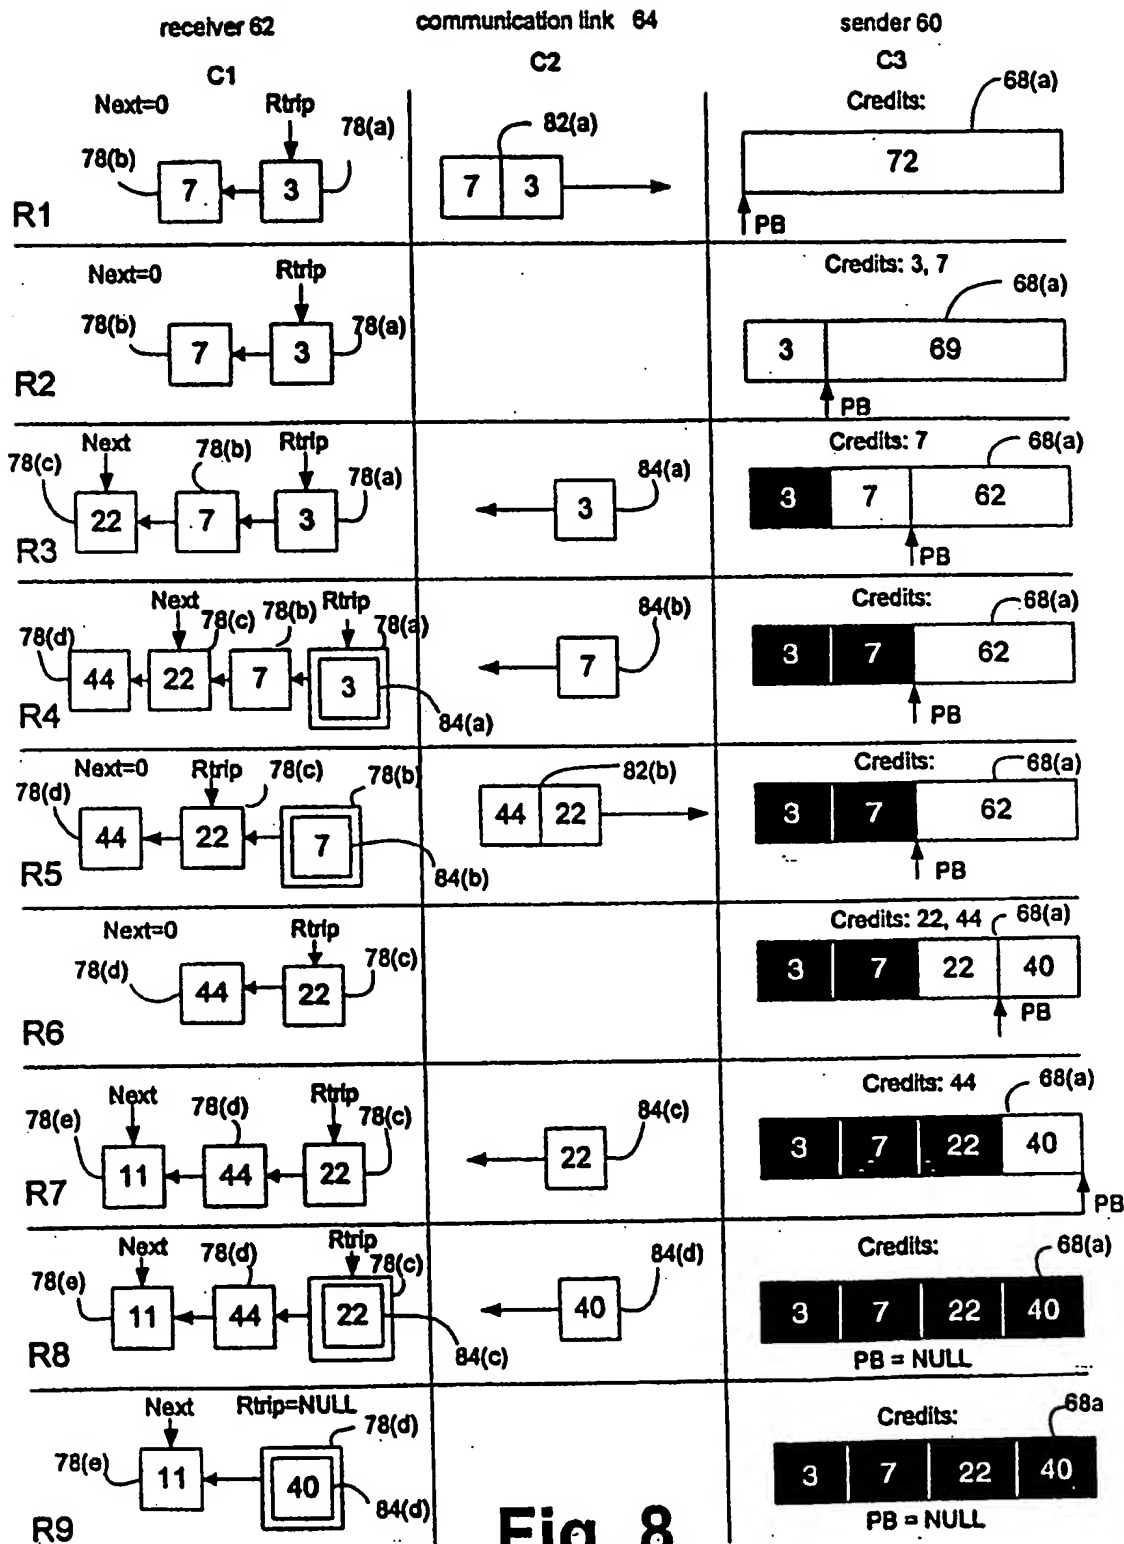 receiver 62
communication link 64
sender 60
C1
C2
C3
Next=0
Rtrip
78(a)
78(b)
7
3
82(a)
7
3
Credits:
68(a)
72
PB
R1
Next=0
Rtrip
78(b)
78(a)
7
3
Credits: 3, 7
68(a)
3
69
PB
R2
Next
78(b)
Rtrip
78(c)
78(a)
22
7
3
84(a)
3
Credits: 7
68(a)
3
7
62
PB
R3
Next
78(c)
78(b)
Rtrip
78(a)
78(d)
44
22
7
3
84(a)
84(b)
7
Credits:
68(a)
3
7
62
PB
R4
Next=0
Rtrip
78(c)
78(b)
78(d)
44
22
7
84(b)
82(b)
44
22
Credits:
68(a)
3
7
62
PB
R5
Next=0
Rtrip
78(d)
78(c)
44
22
Credits: 22, 44
68(a)
3
7
22
40
PB
R6
Next
78(d)
Rtrip
78(e)
78(c)
11
44
22
84(c)
22
Credits: 44
68(a)
3
7
22
40
PB
R7
Next
78(d)
Rtrip
78(c)
78(e)
11
44
22
84(c)
84(d)
40
Credits:
68(a)
3
7
22
40
PB = NULL
R8
Next
Rtrip=NULL
78(d)
78(e)
11
40
84(d)
Credits:
68a
3
7
22
40
PB = NULL
R9
Fig. 8